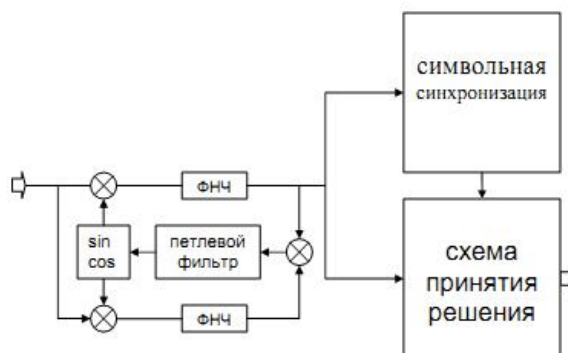 символьная
синхронизация
ФНЧ
sin
cos
петлевой
фильтр
ФНЧ
схема
принятия
решения